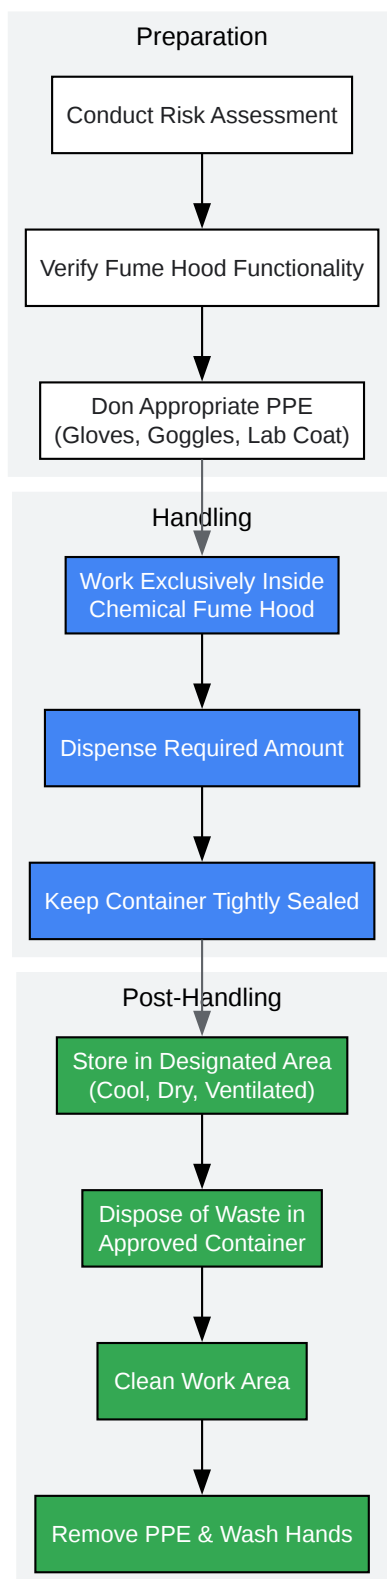 Preparation
Conduct Risk Assessment
Verify Fume Hood Functionality
Don Appropriate PPE
(Gloves, Goggles, Lab Coat)
Handling
Work Exclusively Inside
Chemical Fume Hood
Dispense Required Amount
Keep Container Tightly Sealed
Post-Handling
Store in Designated Area
(Cool, Dry, Ventilated)
Dispose of Waste in
Approved Container
Clean Work Area
Remove PPE & Wash Hands